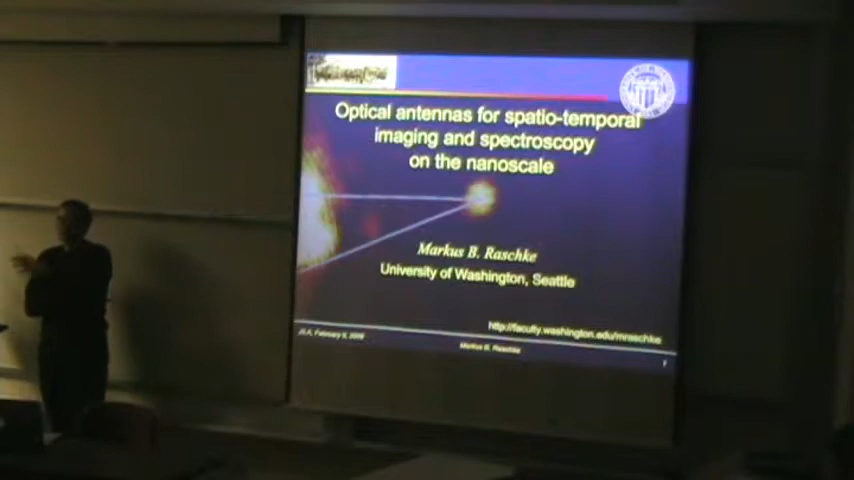 Optical antennas for spatio-temporal
imaging and spectroscopy
on the nanoscale
Markus B. Raschke
University of Washington, Seattle
http://faculty.washington.edu/mraschke
Markus B. Raschke